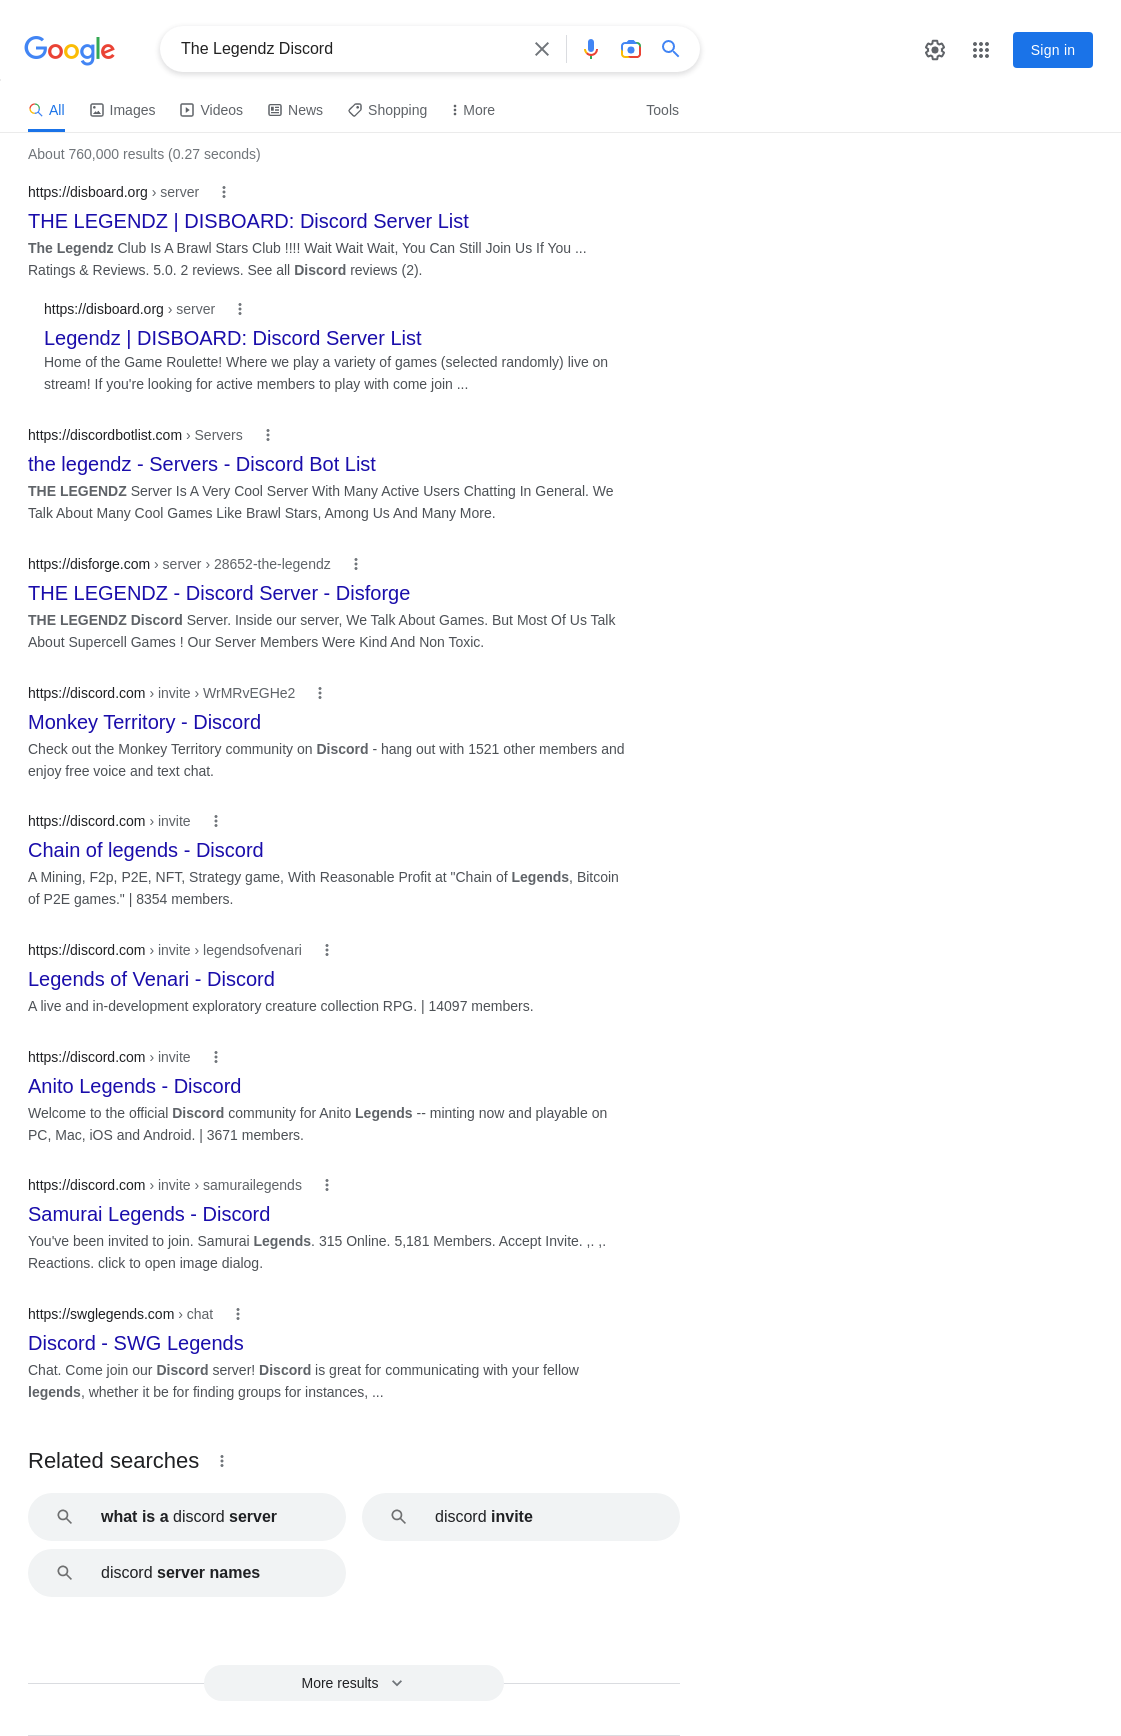 Google
The Legendz Discord
Sign in
All
Images
Videos
News
Shopping
More
Tools
About 760,000 results (0.27 seconds)
https://disboard.org › server
THE LEGENDZ | DISBOARD: Discord Server List
The Legendz Club Is A Brawl Stars Club !!!! Wait Wait Wait, You Can Still Join Us If You ...
Ratings & Reviews. 5.0. 2 reviews. See all Discord reviews (2).
https://disboard.org › server
Legendz | DISBOARD: Discord Server List
Home of the Game Roulette! Where we play a variety of games (selected randomly) live on
stream! If you're looking for active members to play with come join ...
https://discordbotlist.com › Servers
the legendz - Servers - Discord Bot List
THE LEGENDZ Server Is A Very Cool Server With Many Active Users Chatting In General. We
Talk About Many Cool Games Like Brawl Stars, Among Us And Many More.
https://disforge.com › server › 28652-the-legendz
THE LEGENDZ - Discord Server - Disforge
THE LEGENDZ Discord Server. Inside our server, We Talk About Games. But Most Of Us Talk
About Supercell Games ! Our Server Members Were Kind And Non Toxic.
https://discord.com › invite › WrMRvEGHe2
Monkey Territory - Discord
Check out the Monkey Territory community on Discord - hang out with 1521 other members and
enjoy free voice and text chat.
https://discord.com › invite
Chain of legends - Discord
A Mining, F2p, P2E, NFT, Strategy game, With Reasonable Profit at "Chain of Legends, Bitcoin
of P2E games." | 8354 members.
https://discord.com › invite › legendsofvenari
Legends of Venari - Discord
A live and in-development exploratory creature collection RPG. | 14097 members.
https://discord.com › invite
Anito Legends - Discord
Welcome to the official Discord community for Anito Legends -- minting now and playable on
PC, Mac, iOS and Android. | 3671 members.
https://discord.com › invite › samurailegends
Samurai Legends - Discord
You've been invited to join. Samurai Legends. 315 Online. 5,181 Members. Accept Invite. ,. ,.
Reactions. click to open image dialog.
https://swglegends.com › chat
Discord - SWG Legends
Chat. Come join our Discord server! Discord is great for communicating with your fellow
legends, whether it be for finding groups for instances, ...
Related searches
what is a discord server
discord invite
discord server names
More results